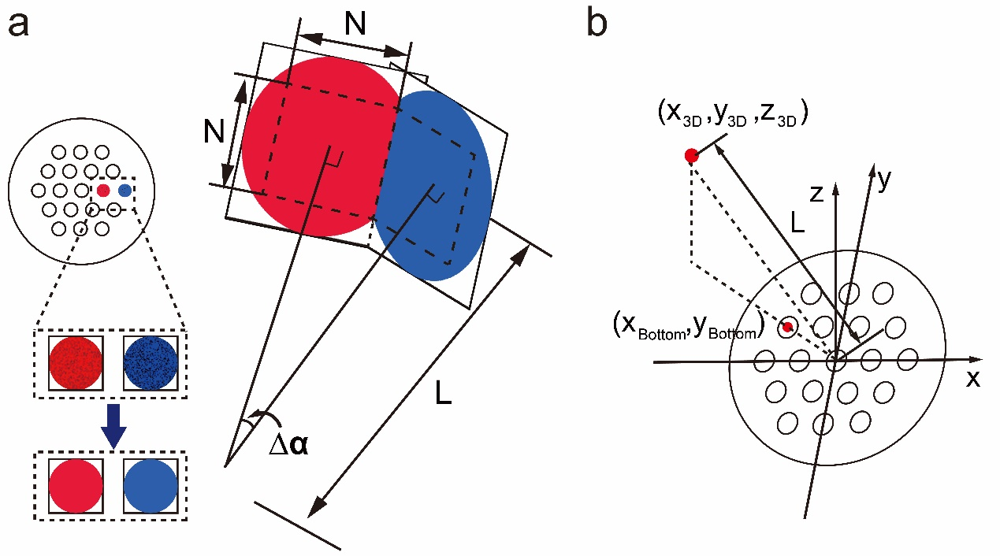 a
N
N
L
Δα
b
(x3D,y3D,z3D)
z
y
L
(xBottom,yBottom)
x